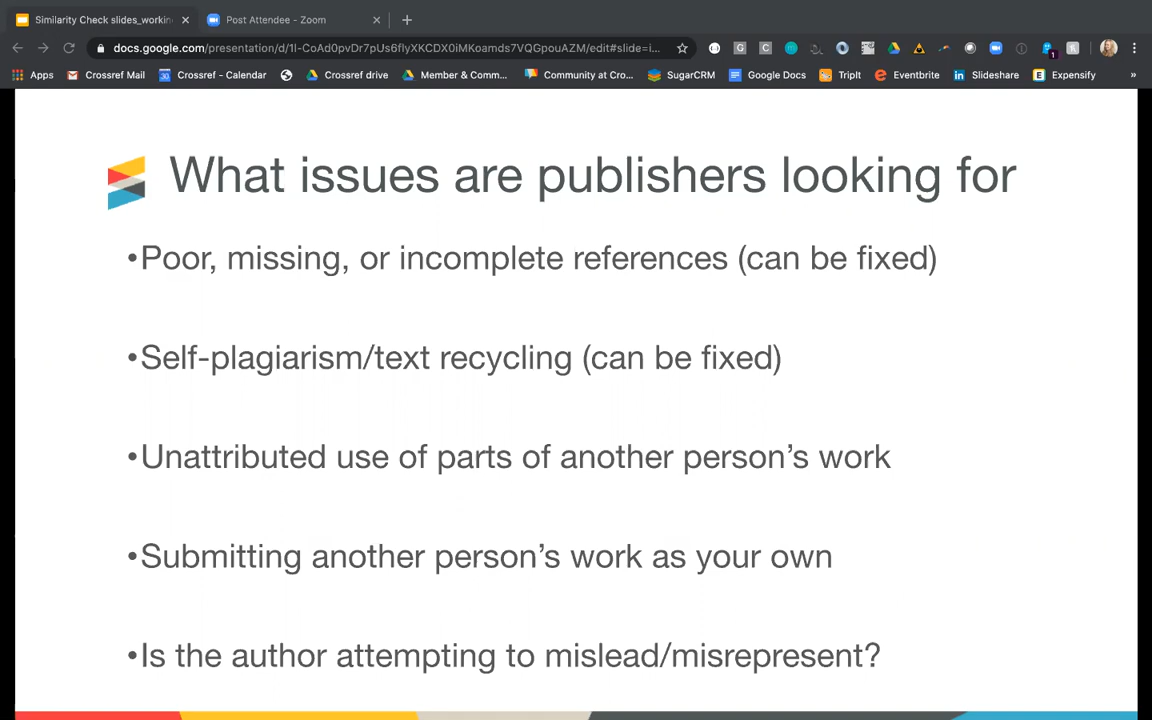 Similarity Check slides_workin
Post Attendee - Zoom
docs.google.com/presentation/d/1I-CoAd0pvDr7pUs6flyXKCDX0iMKoamds7VQGpouAZM/edit#slide=i...
Apps
Crossref Mail
Crossref - Calendar
Crossref drive
Member & Comm...
Community at Cro...
SugarCRM
Google Docs
TripIt
Eventbrite
Slideshare
Expensify
»
What issues are publishers looking for
•Poor, missing, or incomplete references (can be fixed)
•Self-plagiarism/text recycling (can be fixed)
•Unattributed use of parts of another person’s work
•Submitting another person’s work as your own
•Is the author attempting to mislead/misrepresent?